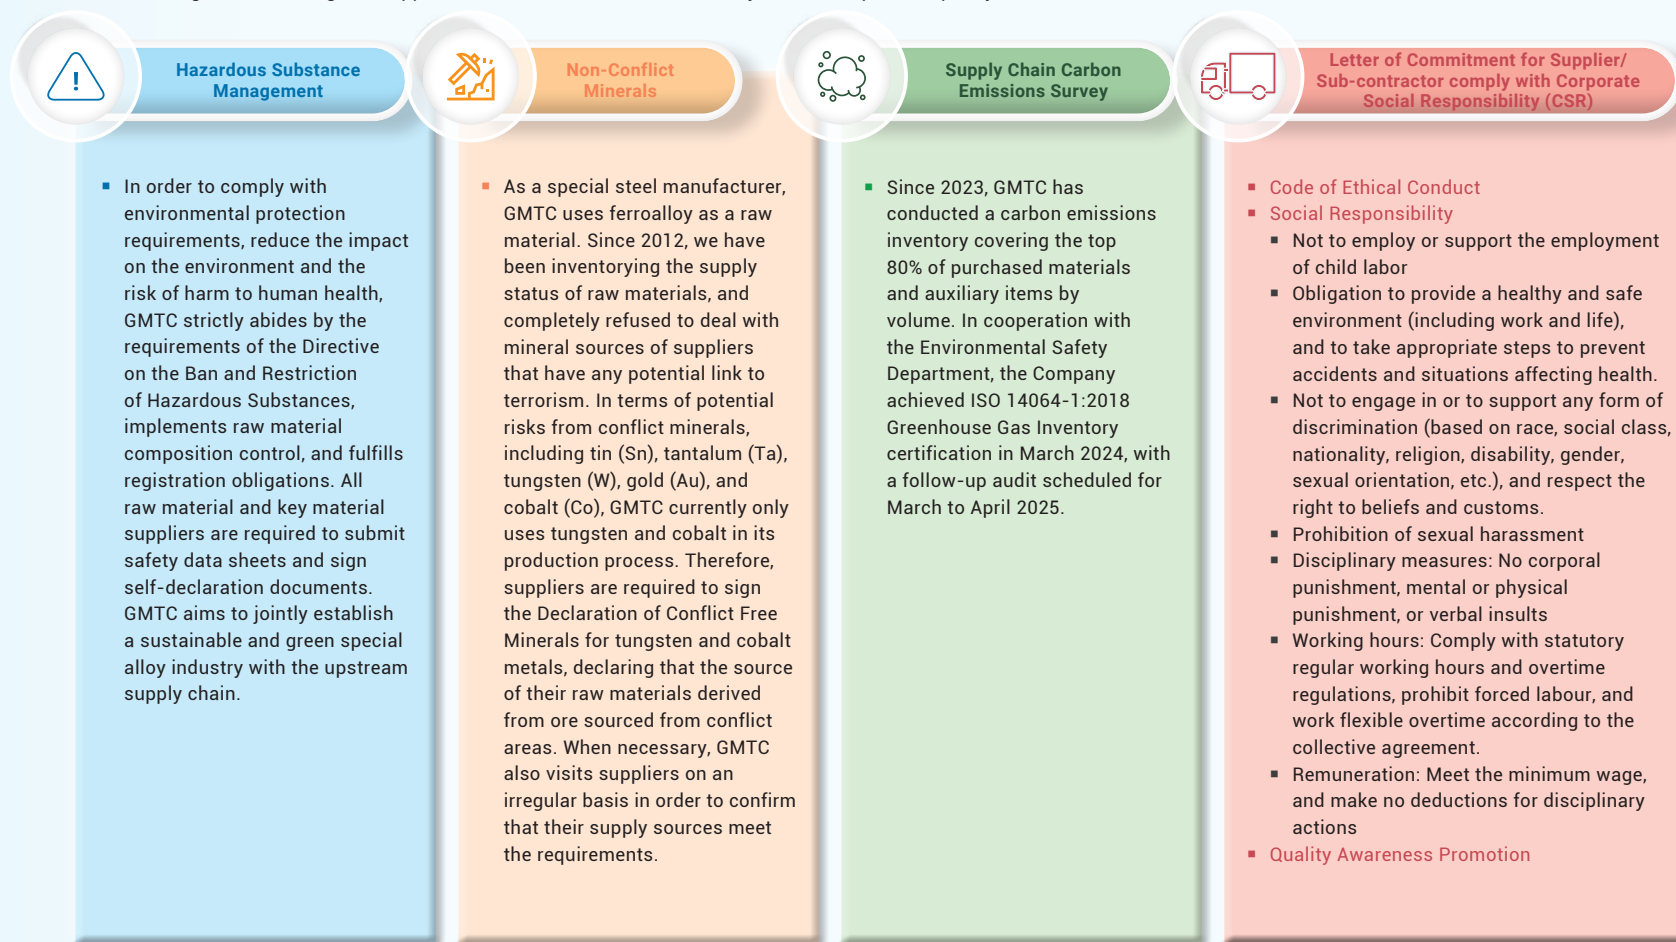 Hazardous Substance
Management
In order to comply with
environmental protection
requirements, reduce the impact
on the environment and the
risk of harm to human health,
GMTC strictly abides by the
requirements of the Directive
on the Ban and Restriction
of Hazardous Substances,
implements raw material
composition control, and fulfills
registration obligations. All
raw material and key material
suppliers are required to submit
safety data sheets and sign
self-declaration documents.
GMTC aims to jointly establish
a sustainable and green special
alloy industry with the upstream
supply chain.
Non-Conflict
Minerals
As a special steel manufacturer,
GMTC uses ferroalloy as a raw
material. Since 2012, we have
been inventorying the supply
status of raw materials, and
completely refused to deal with
mineral sources of suppliers
that have any potential link to
terrorism. In terms of potential
risks from conflict minerals,
including tin (Sn), tantalum (Ta),
tungsten (W), gold (Au), and
cobalt (Co), GMTC currently only
uses tungsten and cobalt in its
production process. Therefore,
suppliers are required to sign
the Declaration of Conflict Free
Minerals for tungsten and cobalt
metals, declaring that the source
of their raw materials derived
from ore sourced from conflict
areas. When necessary, GMTC
also visits suppliers on an
irregular basis in order to confirm
that their supply sources meet
the requirements.
Supply Chain Carbon
Emissions Survey
Since 2023, GMTC has
conducted a carbon emissions
inventory covering the top
80% of purchased materials
and auxiliary items by
volume. In cooperation with
the Environmental Safety
Department, the Company
achieved ISO 14064-1:2018
Greenhouse Gas Inventory
certification in March 2024, with
a follow-up audit scheduled for
March to April 2025.
Letter of Commitment for Supplier/
Sub-contractor comply with Corporate
Social Responsibility (CSR)
Code of Ethical Conduct
Social Responsibility
Not to employ or support the employment
of child labor
Obligation to provide a healthy and safe
environment (including work and life),
and to take appropriate steps to prevent
accidents and situations affecting health.
Not to engage in or to support any form of
discrimination (based on race, social class,
nationality, religion, disability, gender,
sexual orientation, etc.), and respect the
right to beliefs and customs.
Prohibition of sexual harassment
Disciplinary measures: No corporal
punishment, mental or physical
punishment, or verbal insults
Working hours: Comply with statutory
regular working hours and overtime
regulations, prohibit forced labour, and
work flexible overtime according to the
collective agreement.
Remuneration: Meet the minimum wage,
and make no deductions for disciplinary
actions
Quality Awareness Promotion